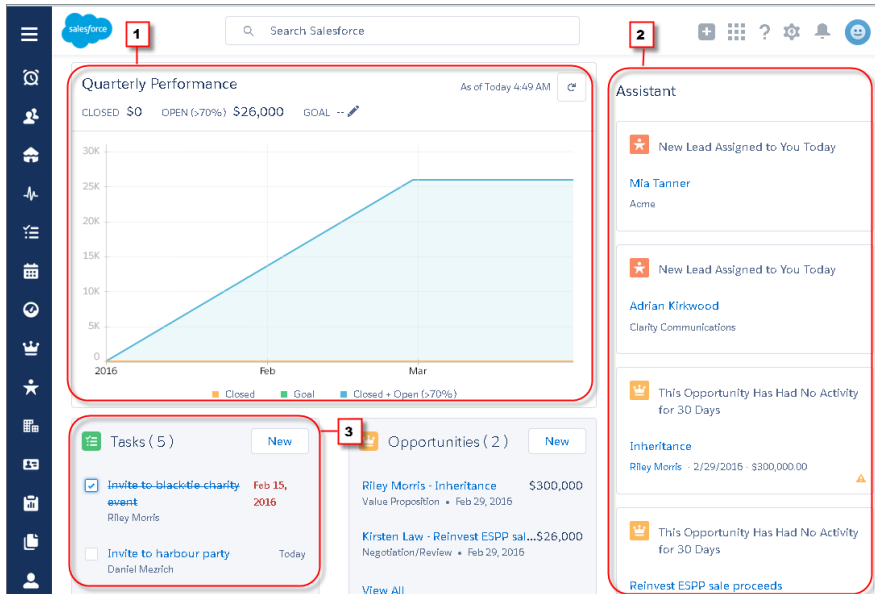 salesforce
1
Search Salesforce
2
Quarterly Performance
As of Today 4:49 AM
CLOSED $0 OPEN (>70%) $26,000 GOAL --
30K
25K
20K
15K
10K
5K
0
2016 Feb Mar
Closed Goal Closed + Open (>70%)
3
Tasks (5)
New
Invite to black-tie charity event
Feb 15, 2016
Riley Morris
Invite to harbour party
Today
Daniel Mezrich
Opportunities (2)
New
Riley Morris - Inheritance $300,000
Value Proposition • Feb 29, 2016
Kirsten Law - Reinvest ESPP sal...$26,000
Negotiation/Review • Feb 29, 2016
View All
Assistant
New Lead Assigned to You Today
Mia Tanner
Acme
New Lead Assigned to You Today
Adrian Kirkwood
Clarity Communications
This Opportunity Has Had No Activity
for 30 Days
Inheritance
Riley Morris · 2/29/2016 · $300,000.00
This Opportunity Has Had No Activity
for 30 Days
Reinvest ESPP sale proceeds